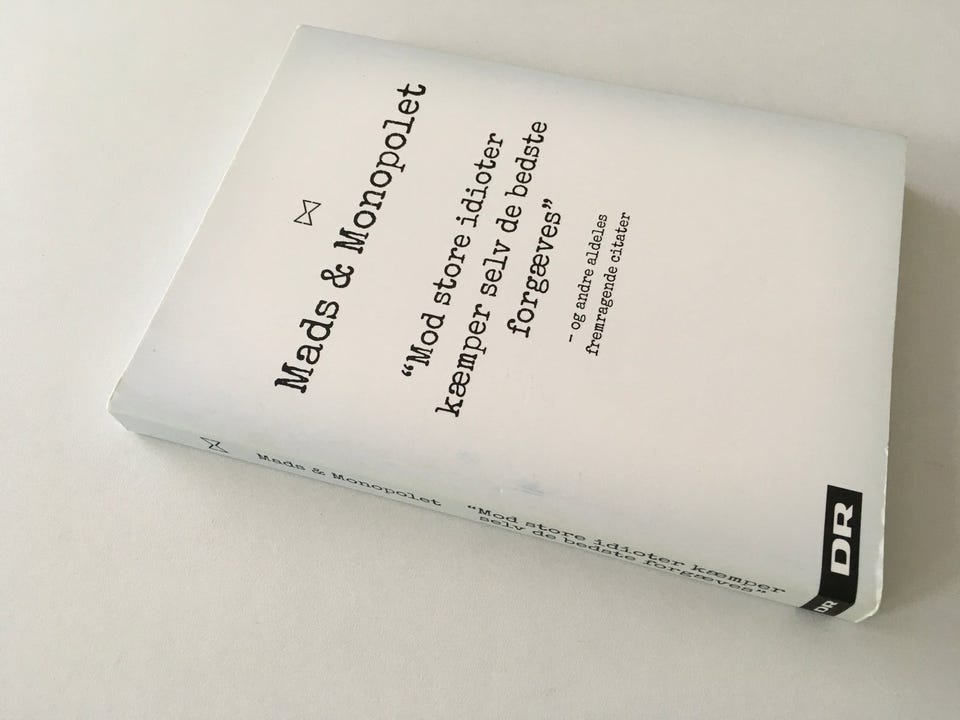 Mads & Monopolet
“Mod store idioter
kæmper selv de bedste
forgæves”
– og andre aldeles
fremragende citater
DR
Mads & Monopolet
“Mod store idioter kæmper
selv de bedste forgæves”
DR